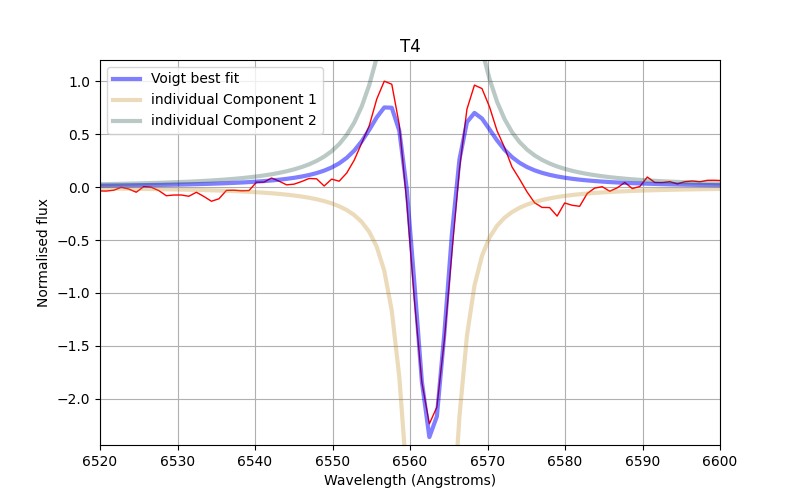 T4
Voigt best fit
individual Component 1
individual Component 2
1.0
0.5
0.0
−0.5
−1.0
−1.5
−2.0
Normalised flux
6520 6530 6540 6550 6560 6570 6580 6590 6600
Wavelength (Angstroms)